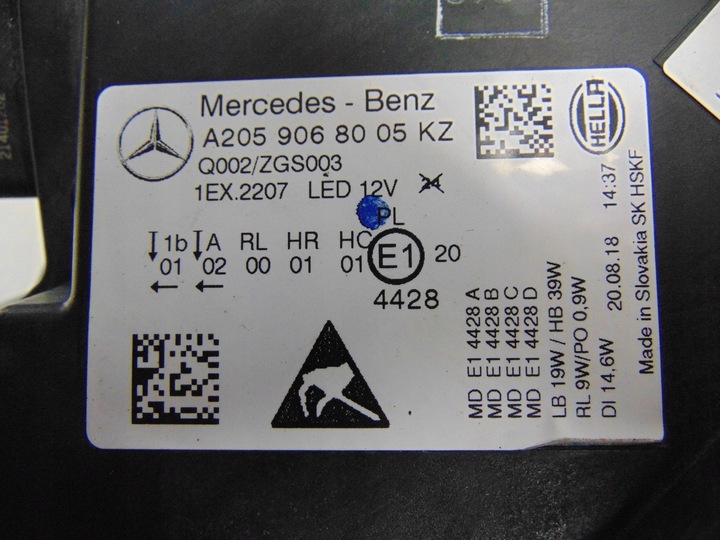 Mercedes - Benz
A205 906 80 05 KZ
Q002/ZGS003
1EX.2207 LED 12V 24
PL
1b A RL HR HC
01 02 00 01 01
E1 20
4428
HELLA
MD E1 4428 A
MD E1 4428 B
MD E1 4428 C
MD E1 4428 D
LB 19W / HB 39W
RL 9W/PO 0,9W
DI 14,6W 20.08.18 14:37
Made in Slovakia SK HSKF